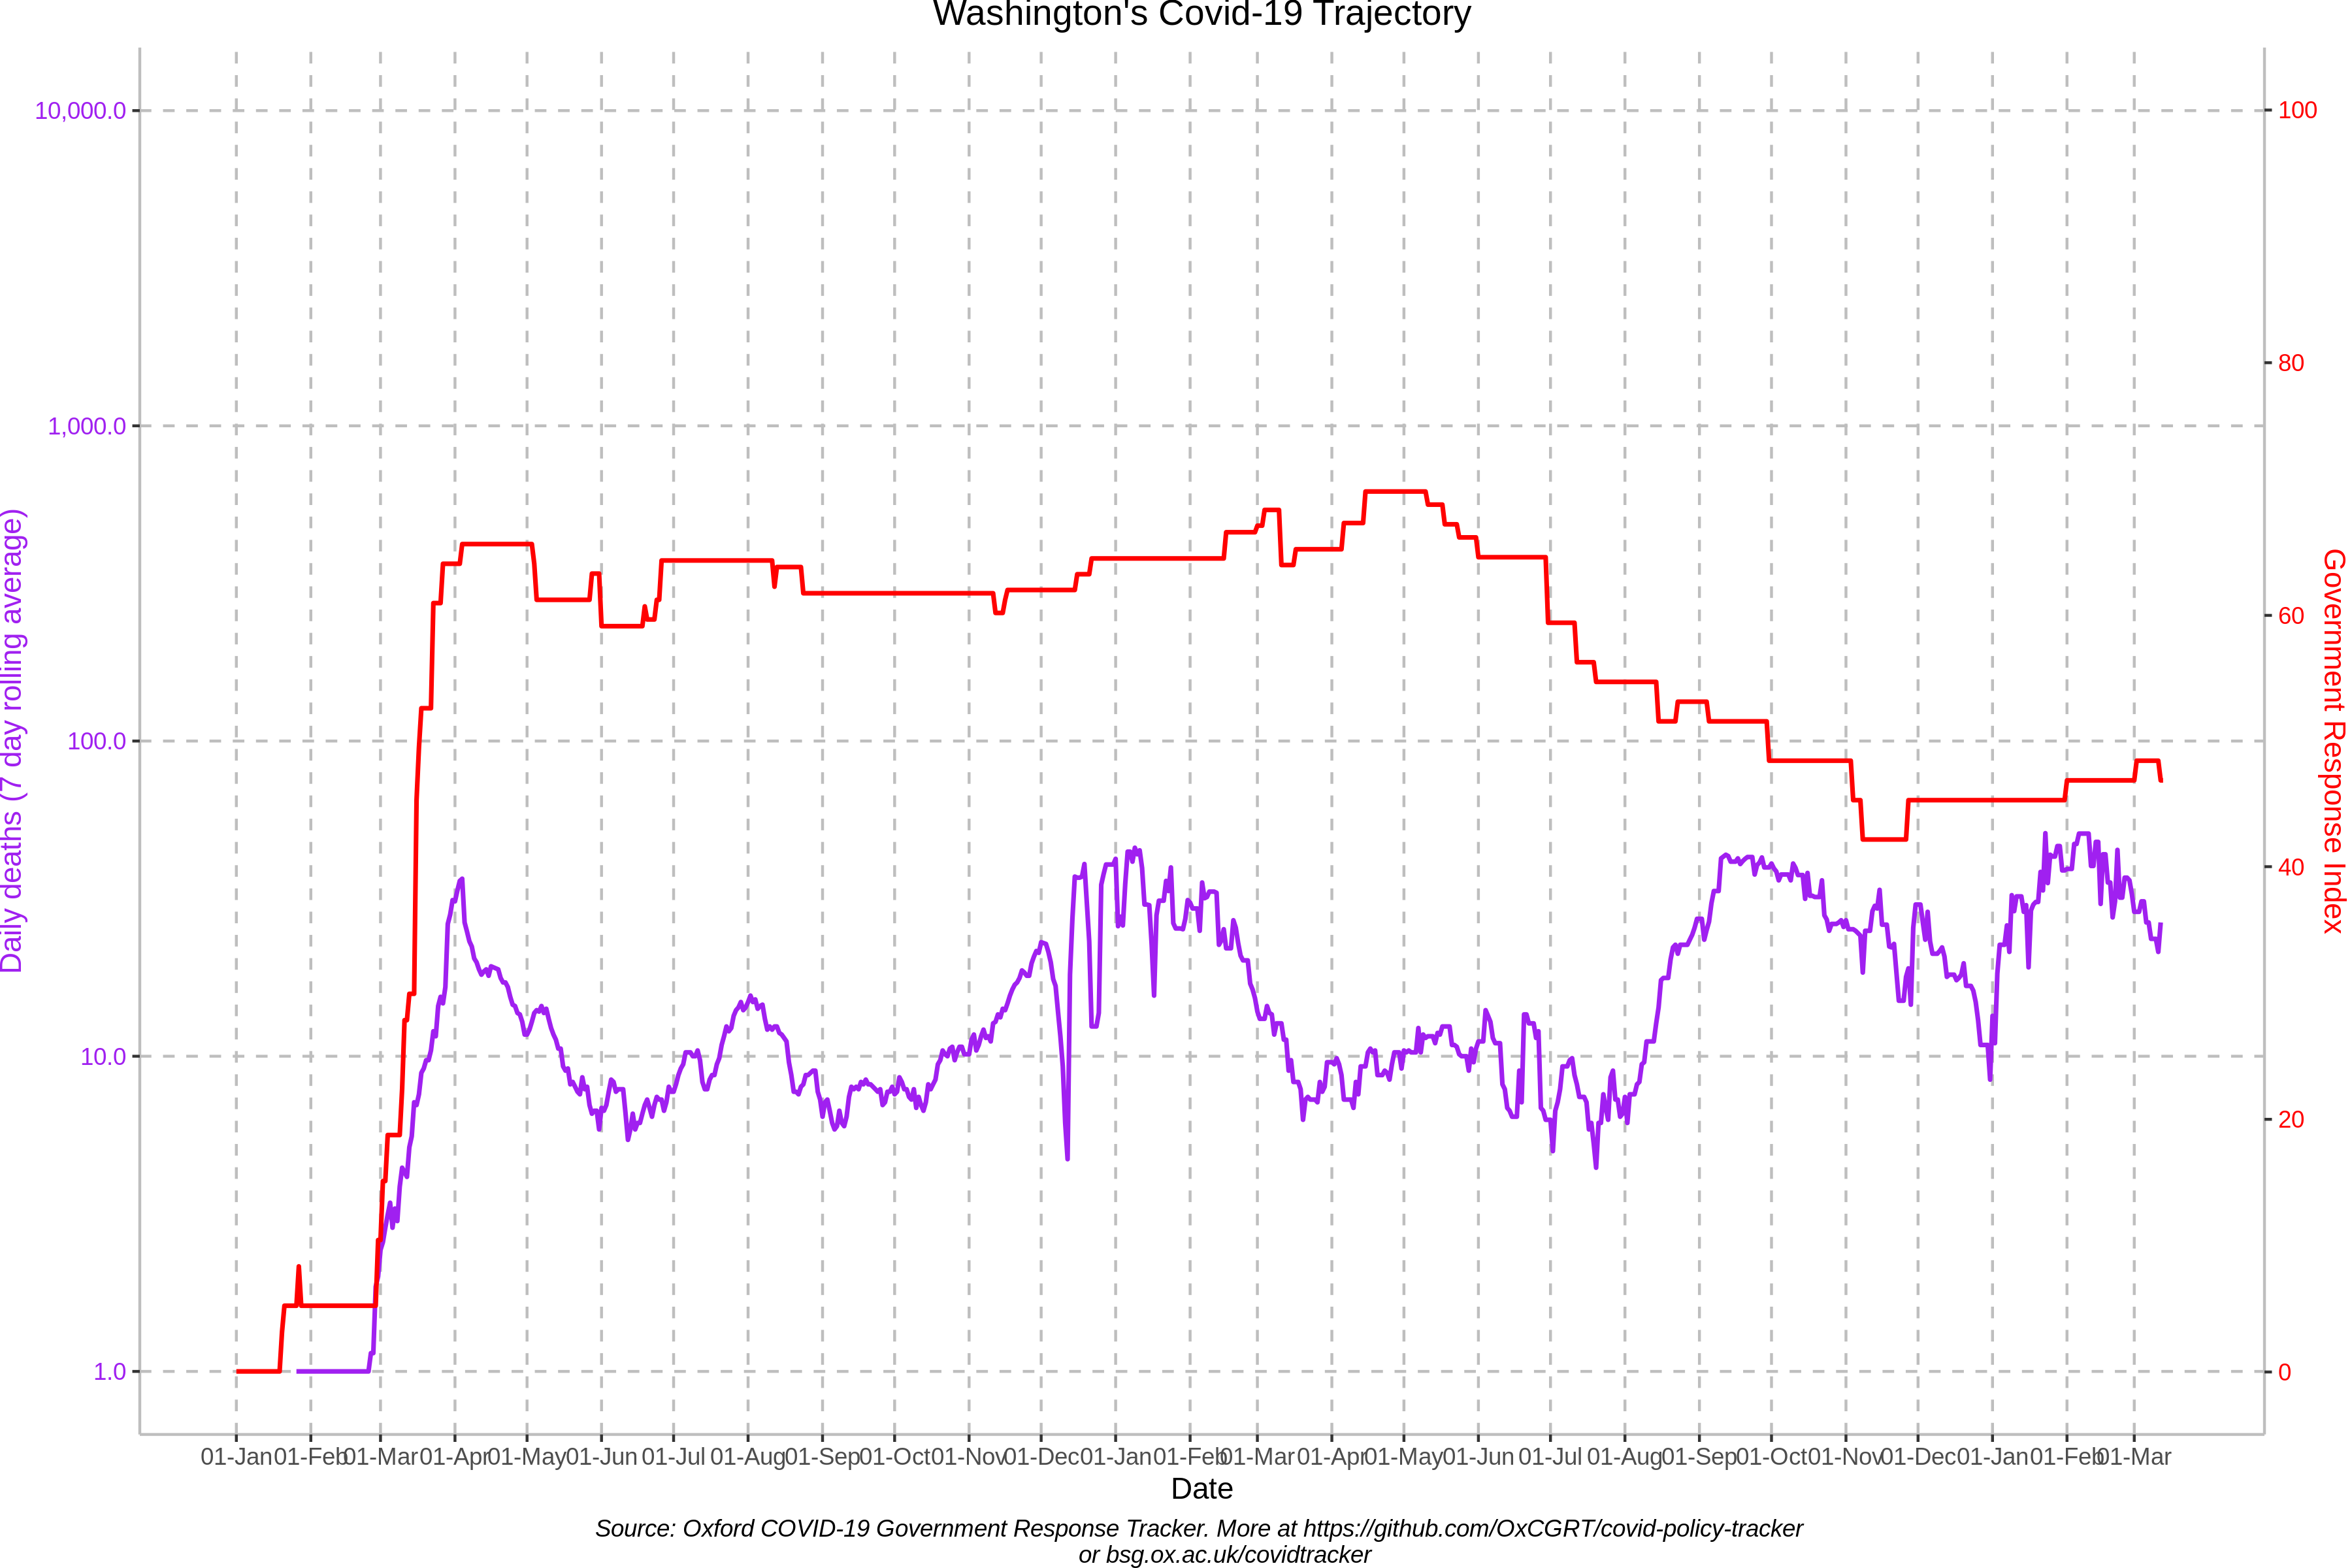 Washington's Covid-19 Trajectory
10,000.0
1,000.0
100.0
10.0
1.0
Daily deaths (7 day rolling average)
100
80
60
40
20
0
Government Response Index
01-Jan 01-Feb 01-Mar 01-Apr 01-May 01-Jun 01-Jul 01-Aug 01-Sep 01-Oct 01-Nov 01-Dec 01-Jan 01-Feb 01-Mar 01-Apr 01-May 01-Jun 01-Jul 01-Aug 01-Sep 01-Oct 01-Nov 01-Dec 01-Jan 01-Feb 01-Mar
Date
Source: Oxford COVID-19 Government Response Tracker. More at https://github.com/OxCGRT/covid-policy-tracker
or bsg.ox.ac.uk/covidtracker